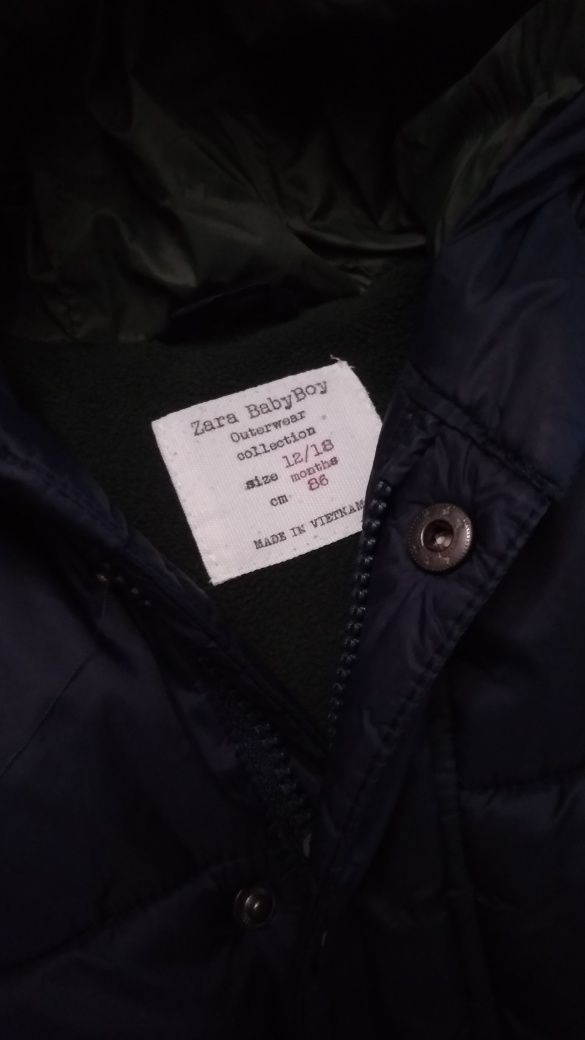 Zara BabyBoy
Outerwear
collection
size 12/18
months
cm 86
MADE IN VIETNAM